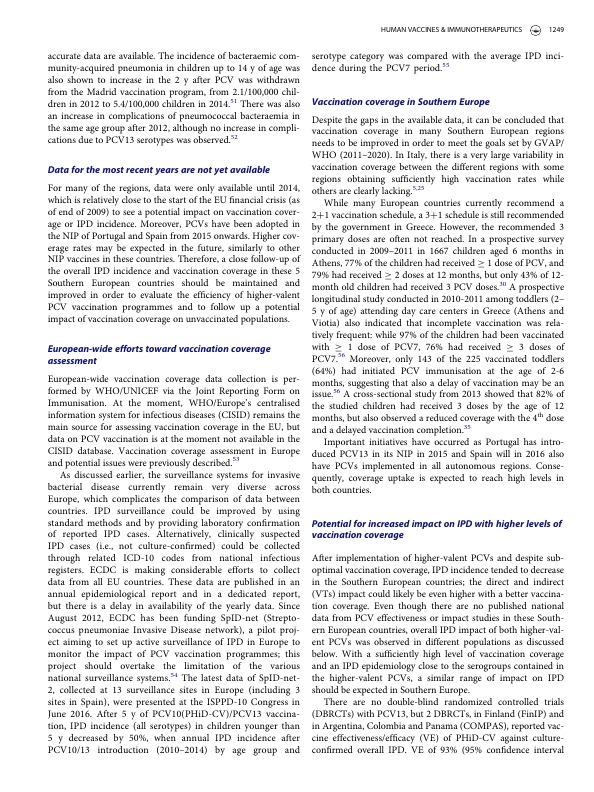 HUMAN VACCINES & IMMUNOTHERAPEUTICS 1249
accurate data are available. The incidence of bacteraemic com-
munity-acquired pneumonia in children up to 14 y of age was
also shown to increase in the 2 y after PCV was withdrawn
from the Madrid vaccination program, from 2.1/100,000 chil-
dren in 2012 to 5.4/100,000 children in 2014.51 There was also
an increase in complications of pneumococcal bacteraemia in
the same age group after 2012, although no increase in compli-
cations due to PCV13 serotypes was observed.52
Data for the most recent years are not yet available
For many of the regions, data were only available until 2014,
which is relatively close to the start of the EU financial crisis (as
of end of 2009) to see a potential impact on vaccination cover-
age or IPD incidence. Moreover, PCVs have been adopted in
the NIP of Portugal and Spain from 2015 onwards. Higher cov-
erage rates may be expected in the future, similarly to other
NIP vaccines in these countries. Therefore, a close follow-up of
the overall IPD incidence and vaccination coverage in these 5
Southern European countries should be maintained and
improved in order to evaluate the efficiency of higher-valent
PCV vaccination programmes and to follow up a potential
impact of vaccination coverage on unvaccinated populations.
European-wide efforts toward vaccination coverage
assessment
European-wide vaccination coverage data collection is per-
formed by WHO/UNICEF via the Joint Reporting Form on
Immunisation. At the moment, WHO/Europe's centralised
information system for infectious diseases (CISID) remains the
main source for assessing vaccination coverage in the EU, but
data on PCV vaccination is at the moment not available in the
CISID database. Vaccination coverage assessment in Europe
and potential issues were previously described.53
As discussed earlier, the surveillance systems for invasive
bacterial disease currently remain very diverse across
Europe, which complicates the comparison of data between
countries. IPD surveillance could be improved by using
standard methods and by providing laboratory confirmation
of reported IPD cases. Alternatively, clinically suspected
IPD cases (i.e., not culture-confirmed) could be collected
through related ICD-10 codes from national infectious
registers. ECDC is making considerable efforts to collect
data from all EU countries. These data are published in an
annual epidemiological report and in a dedicated report,
but there is a delay in availability of the yearly data. Since
August 2012, ECDC has been funding SpID-net (Strepto-
coccus pneumoniae Invasive Disease network), a pilot proj-
ect aiming to set up active surveillance of IPD in Europe to
monitor the impact of PCV vaccination programmes; this
project should overtake the limitation of the various
national surveillance systems.54 The latest data of SpID-net-
2, collected at 13 surveillance sites in Europe (including 3
sites in Spain), were presented at the ISPPD-10 Congress in
June 2016. After 5 y of PCV10(PHiD-CV)/PCV13 vaccina-
tion, IPD incidence (all serotypes) in children younger than
5 y decreased by 50%, when annual IPD incidence after
PCV10/13 introduction (2010–2014) by age group and
serotype category was compared with the average IPD inci-
dence during the PCV7 period.55
Vaccination coverage in Southern Europe
Despite the gaps in the available data, it can be concluded that
vaccination coverage in many Southern European regions
needs to be improved in order to meet the goals set by GVAP/
WHO (2011–2020). In Italy, there is a very large variability in
vaccination coverage between the different regions with some
regions obtaining sufficiently high vaccination rates while
others are clearly lacking.5,25
While many European countries currently recommend a
2+1 vaccination schedule, a 3+1 schedule is still recommended
by the government in Greece. However, the recommended 3
primary doses are often not reached. In a prospective survey
conducted in 2009–2011 in 1667 children aged 6 months in
Athens, 77% of the children had received ≥ 1 dose of PCV, and
79% had received ≥ 2 doses at 12 months, but only 43% of 12-
month old children had received 3 PCV doses.30 A prospective
longitudinal study conducted in 2010-2011 among toddlers (2–
5 y of age) attending day care centers in Greece (Athens and
Viotia) also indicated that incomplete vaccination was rela-
tively frequent: while 97% of the children had been vaccinated
with ≥ 1 dose of PCV7, 76% had received ≥ 3 doses of
PCV7.56 Moreover, only 143 of the 225 vaccinated toddlers
(64%) had initiated PCV immunisation at the age of 2-6
months, suggesting that also a delay of vaccination may be an
issue.56 A cross-sectional study from 2013 showed that 82% of
the studied children had received 3 doses by the age of 12
months, but also observed a reduced coverage with the 4th dose
and a delayed vaccination completion.35
Important initiatives have occurred as Portugal has intro-
duced PCV13 in its NIP in 2015 and Spain will in 2016 also
have PCVs implemented in all autonomous regions. Conse-
quently, coverage uptake is expected to reach high levels in
both countries.
Potential for increased impact on IPD with higher levels of
vaccination coverage
After implementation of higher-valent PCVs and despite sub-
optimal vaccination coverage, IPD incidence tended to decrease
in the Southern European countries; the direct and indirect
(VTs) impact could likely be even higher with a better vaccina-
tion coverage. Even though there are no published national
data from PCV effectiveness or impact studies in these South-
ern European countries, overall IPD impact of both higher-val-
ent PCVs was observed in different populations as discussed
below. With a sufficiently high level of vaccination coverage
and an IPD epidemiology close to the serogroups contained in
the higher-valent PCVs, a similar range of impact on IPD
should be expected in Southern Europe.
There are no double-blind randomized controlled trials
(DBRCTs) with PCV13, but 2 DBRCTs, in Finland (FinIP) and
in Argentina, Colombia and Panama (COMPAS), reported vac-
cine effectiveness/efficacy (VE) of PHiD-CV against culture-
confirmed overall IPD. VE of 93% (95% confidence interval